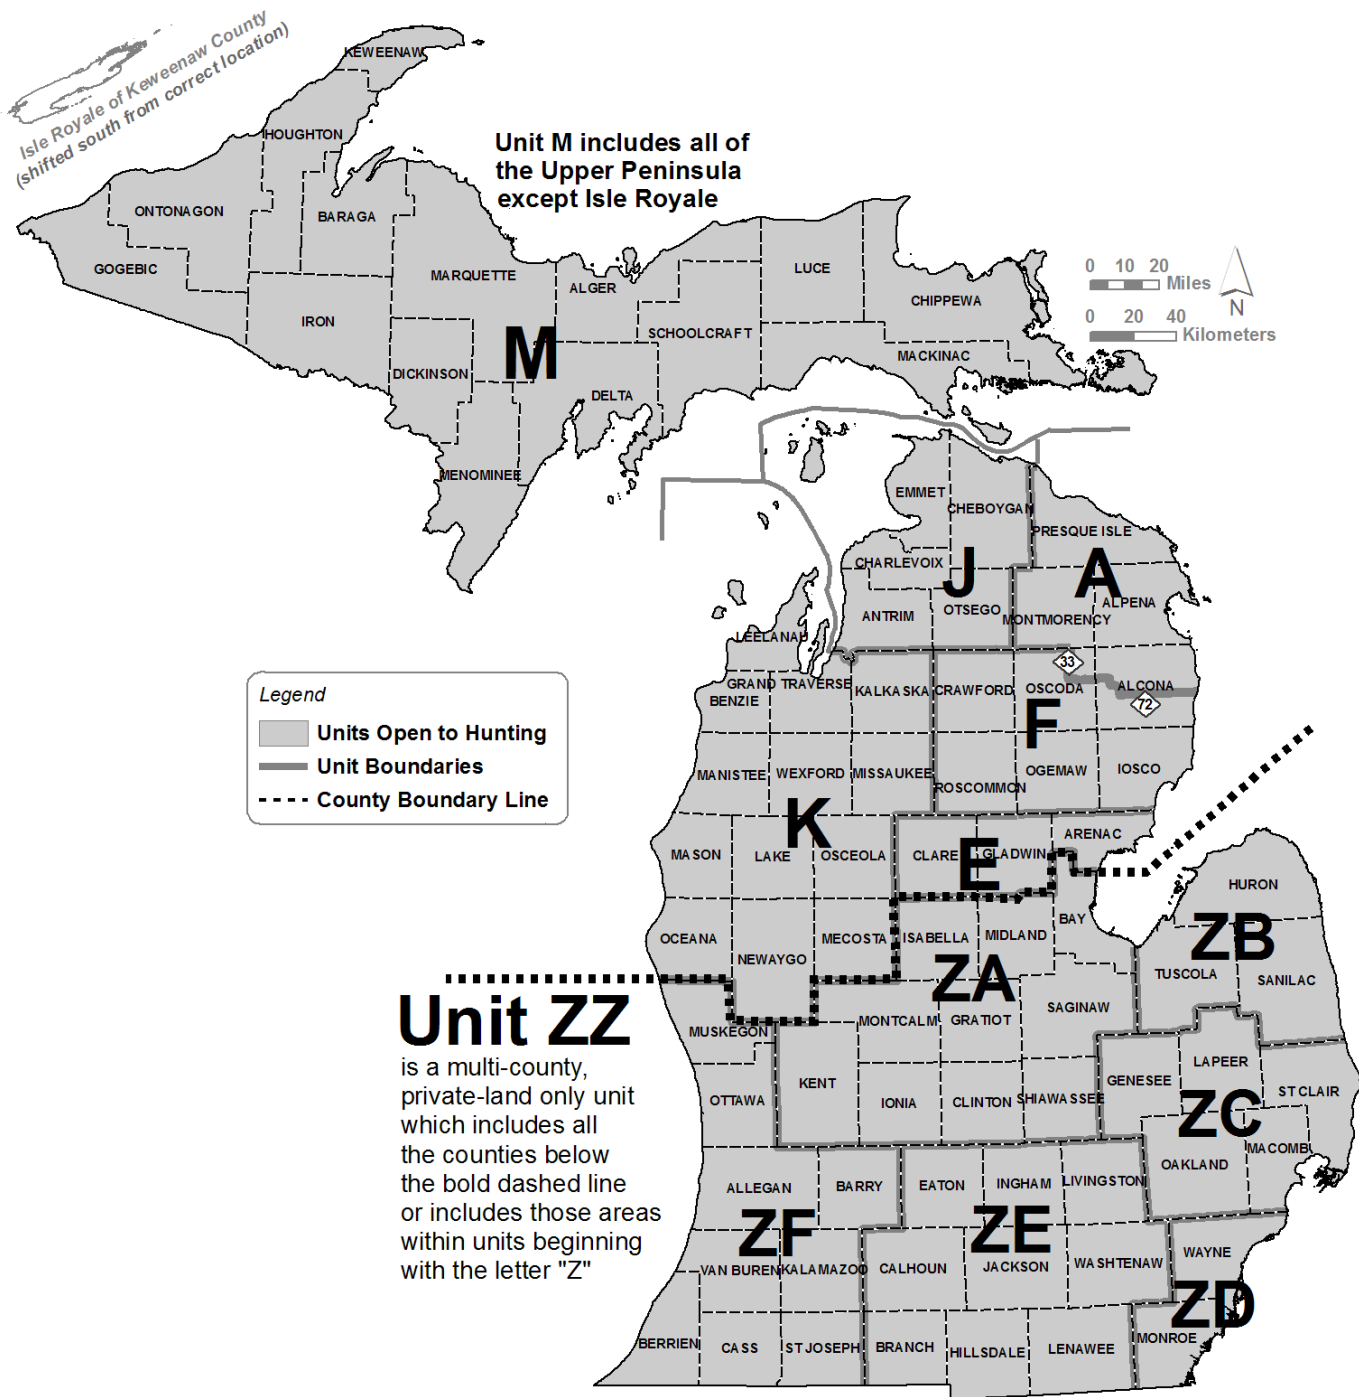 Isle Royale of Keweenaw County
(shifted south from correct location)
KEWEENAW
HOUGHTON
Unit M includes all of
the Upper Peninsula
except Isle Royale
ONTONAGON
BARAGA
GOGEBIC
MARQUETTE
ALGER
LUCE
CHIPPEWA
0 10 20
Miles
N
0 20 40
Kilometers
IRON
SCHOOLCRAFT
M
MACKINAC
DICKINSON
DELTA
MENOMINEE
EMMET
CHEBOYGAN
PRESQUE ISLE
CHARLEVOIX
J
A
ANTRIM
OTSEGO
MONTMORENCY
ALPENA
LEELANAU
33
GRAND TRAVERSE
BENZIE
KALKASKA
CRAWFORD
OSCODA
ALCONA
72
F
Legend
Units Open to Hunting
Unit Boundaries
County Boundary Line
MANISTEE
WEXFORD
MISSAUKEE
ROSCOMMON
OGEMAW
IOSCO
K
MASON
LAKE
OSCEOLA
CLARE
E
GLADWIN
ARENAC
HURON
OCEANA
NEWAYGO
MECOSTA
ISABELLA
MIDLAND
BAY
ZB
TUSCOLA
SANILAC
ZA
MUSKEGON
MONTCALM
GRATIOT
SAGINAW
Unit ZZ
is a multi-county,
private-land only unit
which includes all
the counties below
the bold dashed line
or includes those areas
within units beginning
with the letter "Z"
OTTAWA
KENT
IONIA
CLINTON
SHIAWASSEE
GENESEE
LAPEER
ST CLAIR
ZC
OAKLAND
MACOMB
ALLEGAN
BARRY
EATON
INGHAM
LIVINGSTON
ZF
ZE
VAN BUREN
KALAMAZOO
CALHOUN
JACKSON
WASHTENAW
WAYNE
ZD
BERRIEN
CASS
ST JOSEPH
BRANCH
HILLSDALE
LENAWEE
MONROE